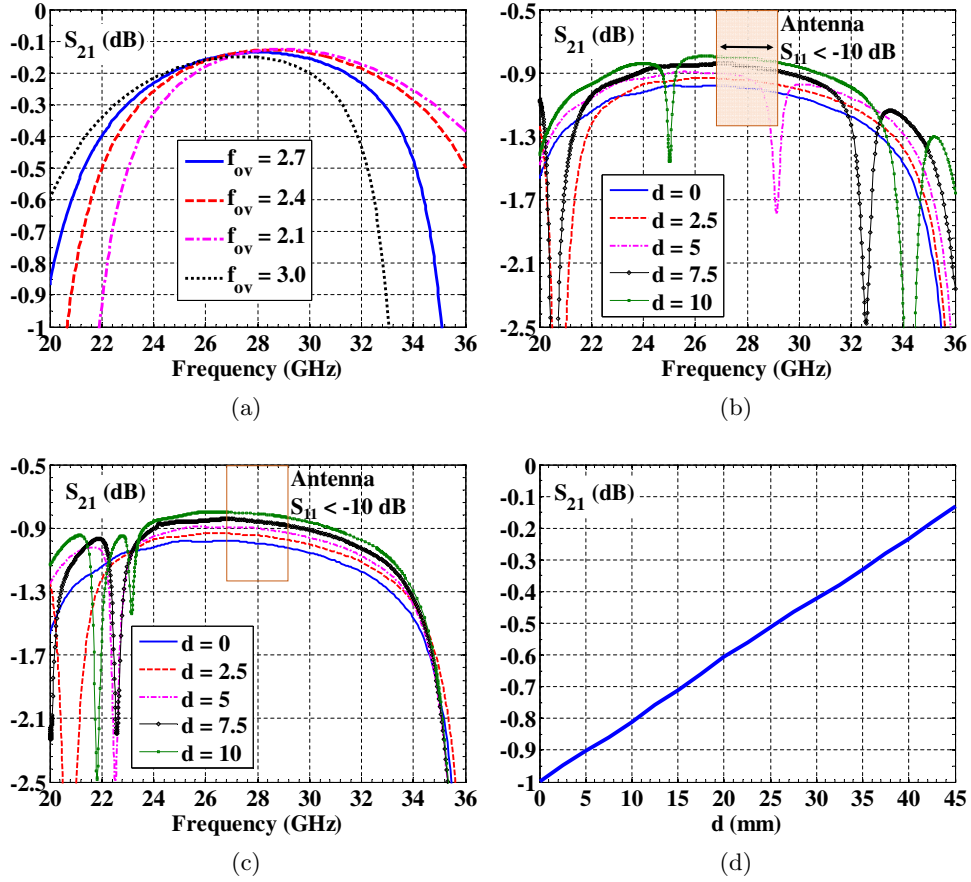 -0
-0.1
-0.2
-0.3
-0.4
-0.5
-0.6
-0.7
-0.8
-0.9
-1
S21 (dB)
fov = 2.7
fov = 2.4
fov = 2.1
fov = 3.0
20 22 24 26 28 30 32 34 36
Frequency (GHz)
(a)
-0.5
-0.9
-1.3
-1.7
-2.1
-2.5
S21 (dB)
Antenna
S11 < -10 dB
d = 0
d = 2.5
d = 5
d = 7.5
d = 10
20 22 24 26 28 30 32 34 36
Frequency (GHz)
(b)
-0.5
-0.9
-1.3
-1.7
-2.1
-2.5
S21 (dB)
Antenna
S11 < -10 dB
d = 0
d = 2.5
d = 5
d = 7.5
d = 10
20 22 24 26 28 30 32 34 36
Frequency (GHz)
(c)
0
-0.1
-0.2
-0.3
-0.4
-0.5
-0.6
-0.7
-0.8
-0.9
-1
S21 (dB)
0 5 10 15 20 25 30 35 40 45
d (mm)
(d)